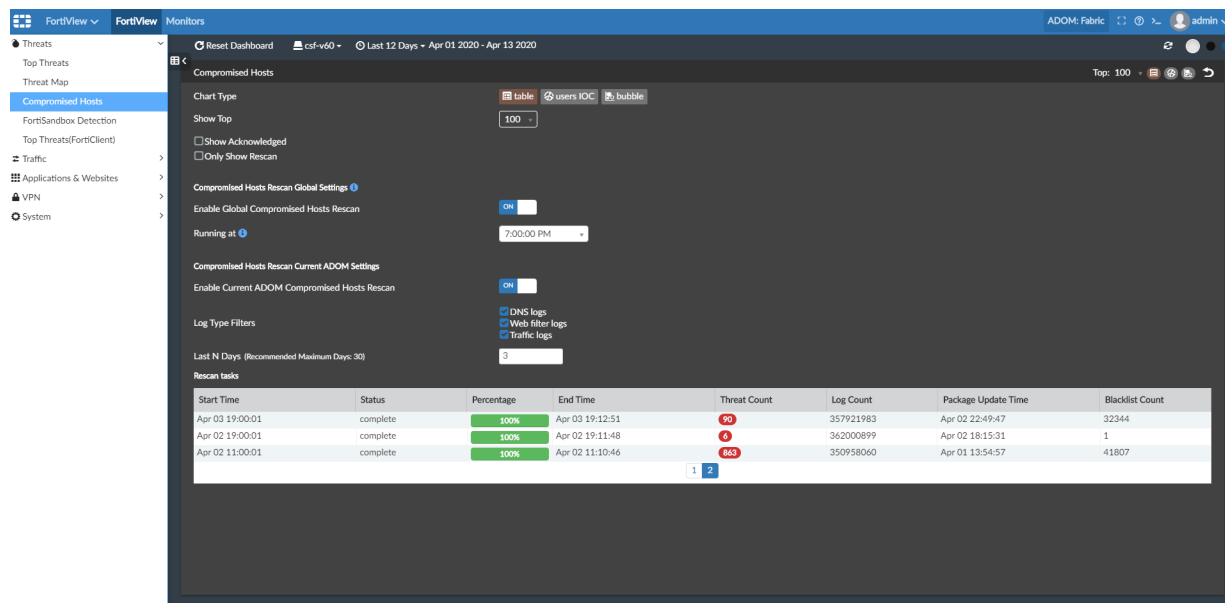 FortiView FortiView Monitors ADOM: Fabric admin
Threats
Top Threats
Threat Map
Compromised Hosts
FortiSandbox Detection
Top Threats(FortiClient)
Traffic
Applications & Websites
VPN
System
Reset Dashboard csf-v60 Last 12 Days Apr 01 2020 - Apr 13 2020
Compromised Hosts Top: 100
Chart Type table users IOC bubble
Show Top 100
Show Acknowledged
Only Show Rescan
Compromised Hosts Rescan Global Settings
Enable Global Compromised Hosts Rescan ON
Running at 7:00:00 PM
Compromised Hosts Rescan Current ADOM Settings
Enable Current ADOM Compromised Hosts Rescan ON
Log Type Filters
DNS logs
Web filter logs
Traffic logs
Last N Days (Recommended Maximum Days: 30) 3
Rescan tasks
Start Time Status Percentage End Time Threat Count Log Count Package Update Time Blacklist Count
Apr 03 19:00:01 complete 100% Apr 03 19:12:51 90 357921983 Apr 02 22:49:47 32344
Apr 02 19:00:01 complete 100% Apr 02 19:11:48 6 362000899 Apr 02 18:15:31 1
Apr 02 11:00:01 complete 100% Apr 02 11:10:46 863 350958060 Apr 01 13:54:57 41807
1 2